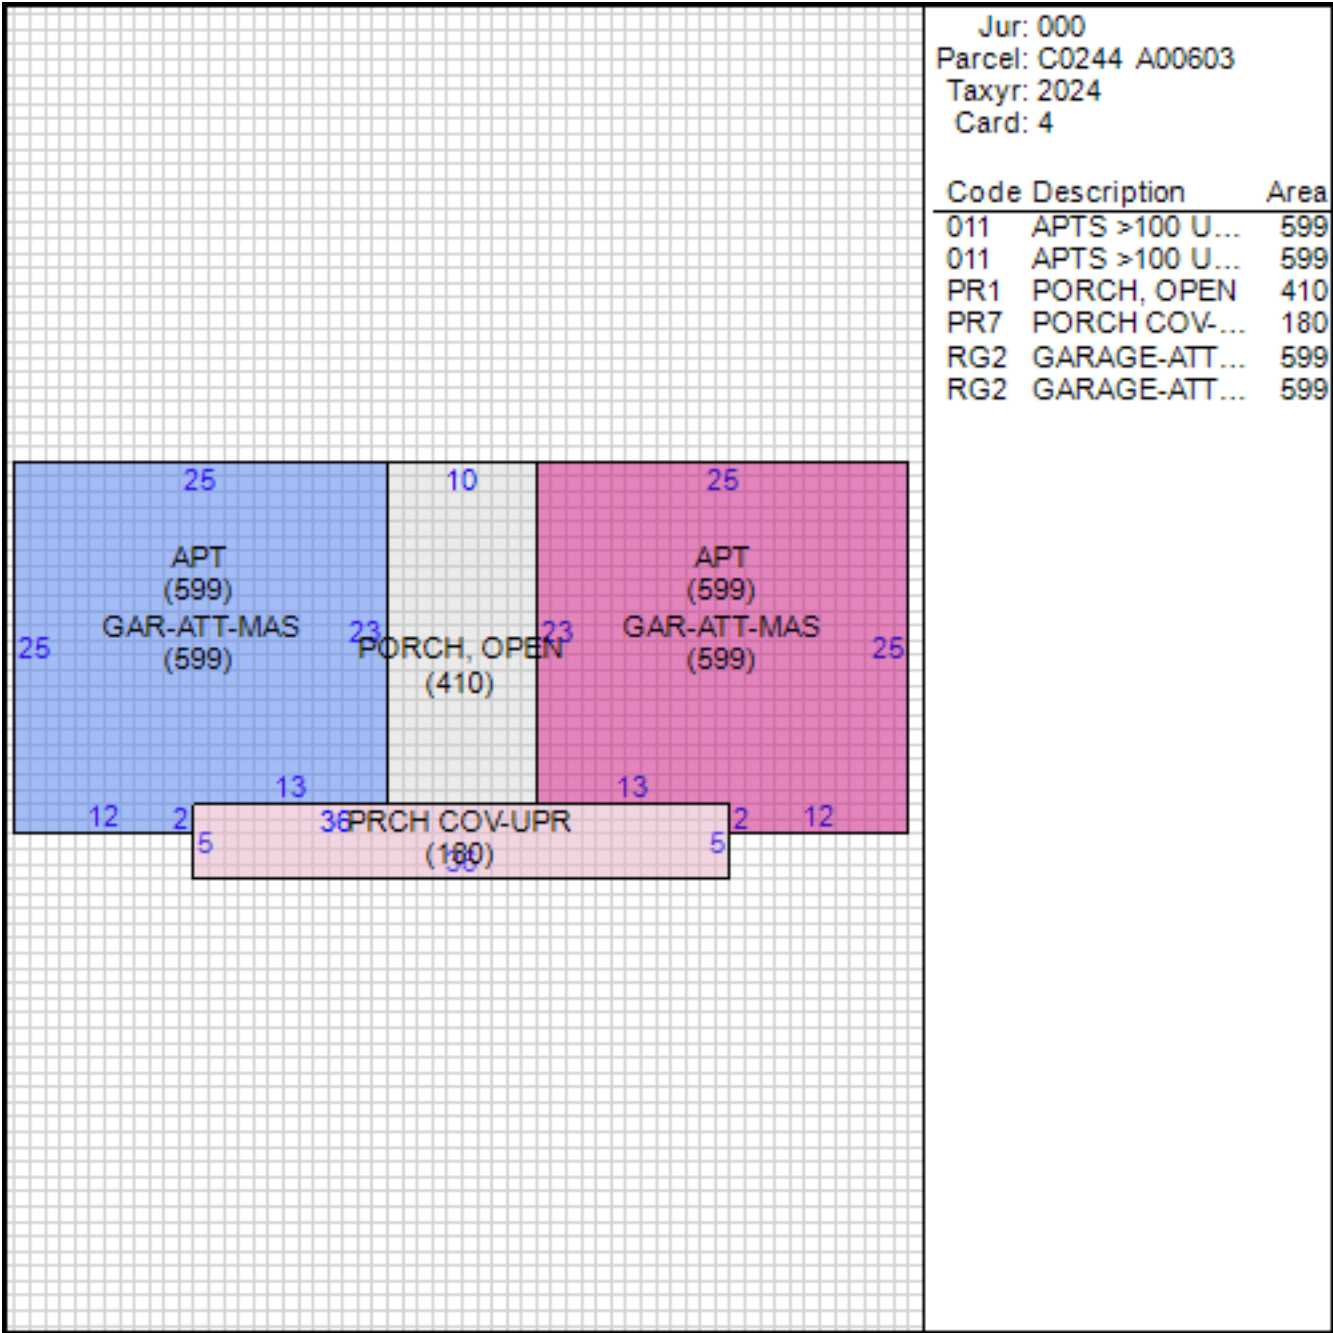 Jur: 000
Parcel: C0244 A00603
Taxyr: 2024
Card: 4
Code Description Area
011 APTS >100 U... 599
011 APTS >100 U... 599
PR1 PORCH, OPEN 410
PR7 PORCH COV-... 180
RG2 GARAGE-ATT... 599
RG2 GARAGE-ATT... 599
25 10 25
APT
(599)
GAR-ATT-MAS
(599)
25
23
PORCH, OPEN
(410)
23
APT
(599)
GAR-ATT-MAS
(599)
25
13 13
12 2
36 PRCH COV-UPR
(180)
36
5 5
2 12